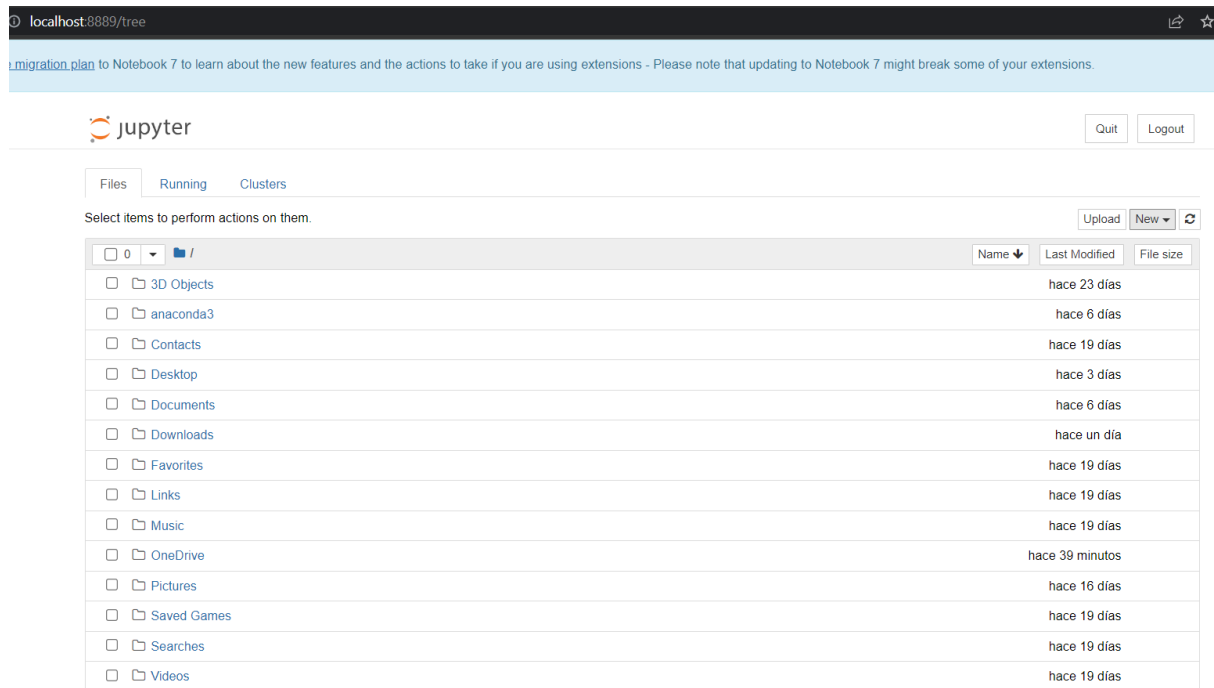 localhost:8889/tree
migration plan to Notebook 7 to learn about the new features and the actions to take if you are using extensions - Please note that updating to Notebook 7 might break some of your extensions.
jupyter
Quit Logout
Files Running Clusters
Select items to perform actions on them.
Upload New
0 / Name Last Modified File size
3D Objects hace 23 días
anaconda3 hace 6 días
Contacts hace 19 días
Desktop hace 3 días
Documents hace 6 días
Downloads hace un día
Favorites hace 19 días
Links hace 19 días
Music hace 19 días
OneDrive hace 39 minutos
Pictures hace 16 días
Saved Games hace 19 días
Searches hace 19 días
Videos hace 19 días